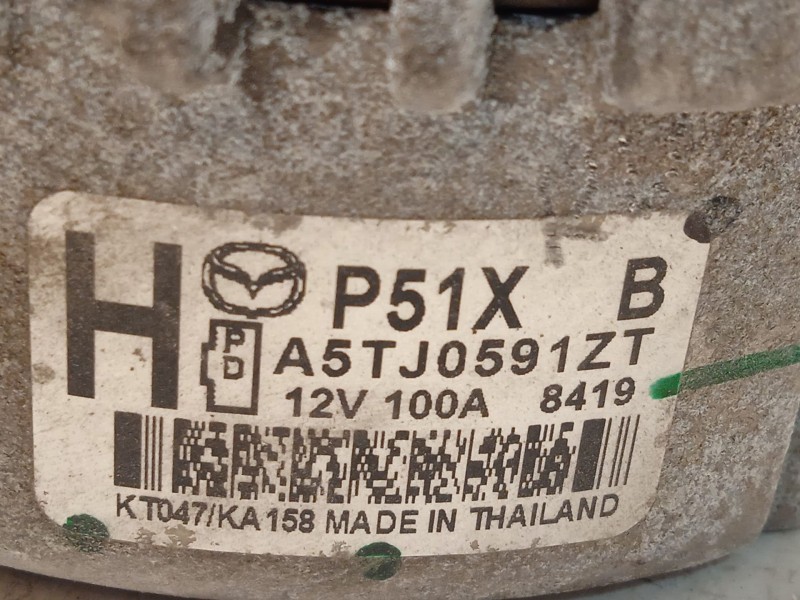 H P51X B
P
D
A5TJ0591ZT
12V 100A 8419
KT047/KA158 MADE IN THAILAND